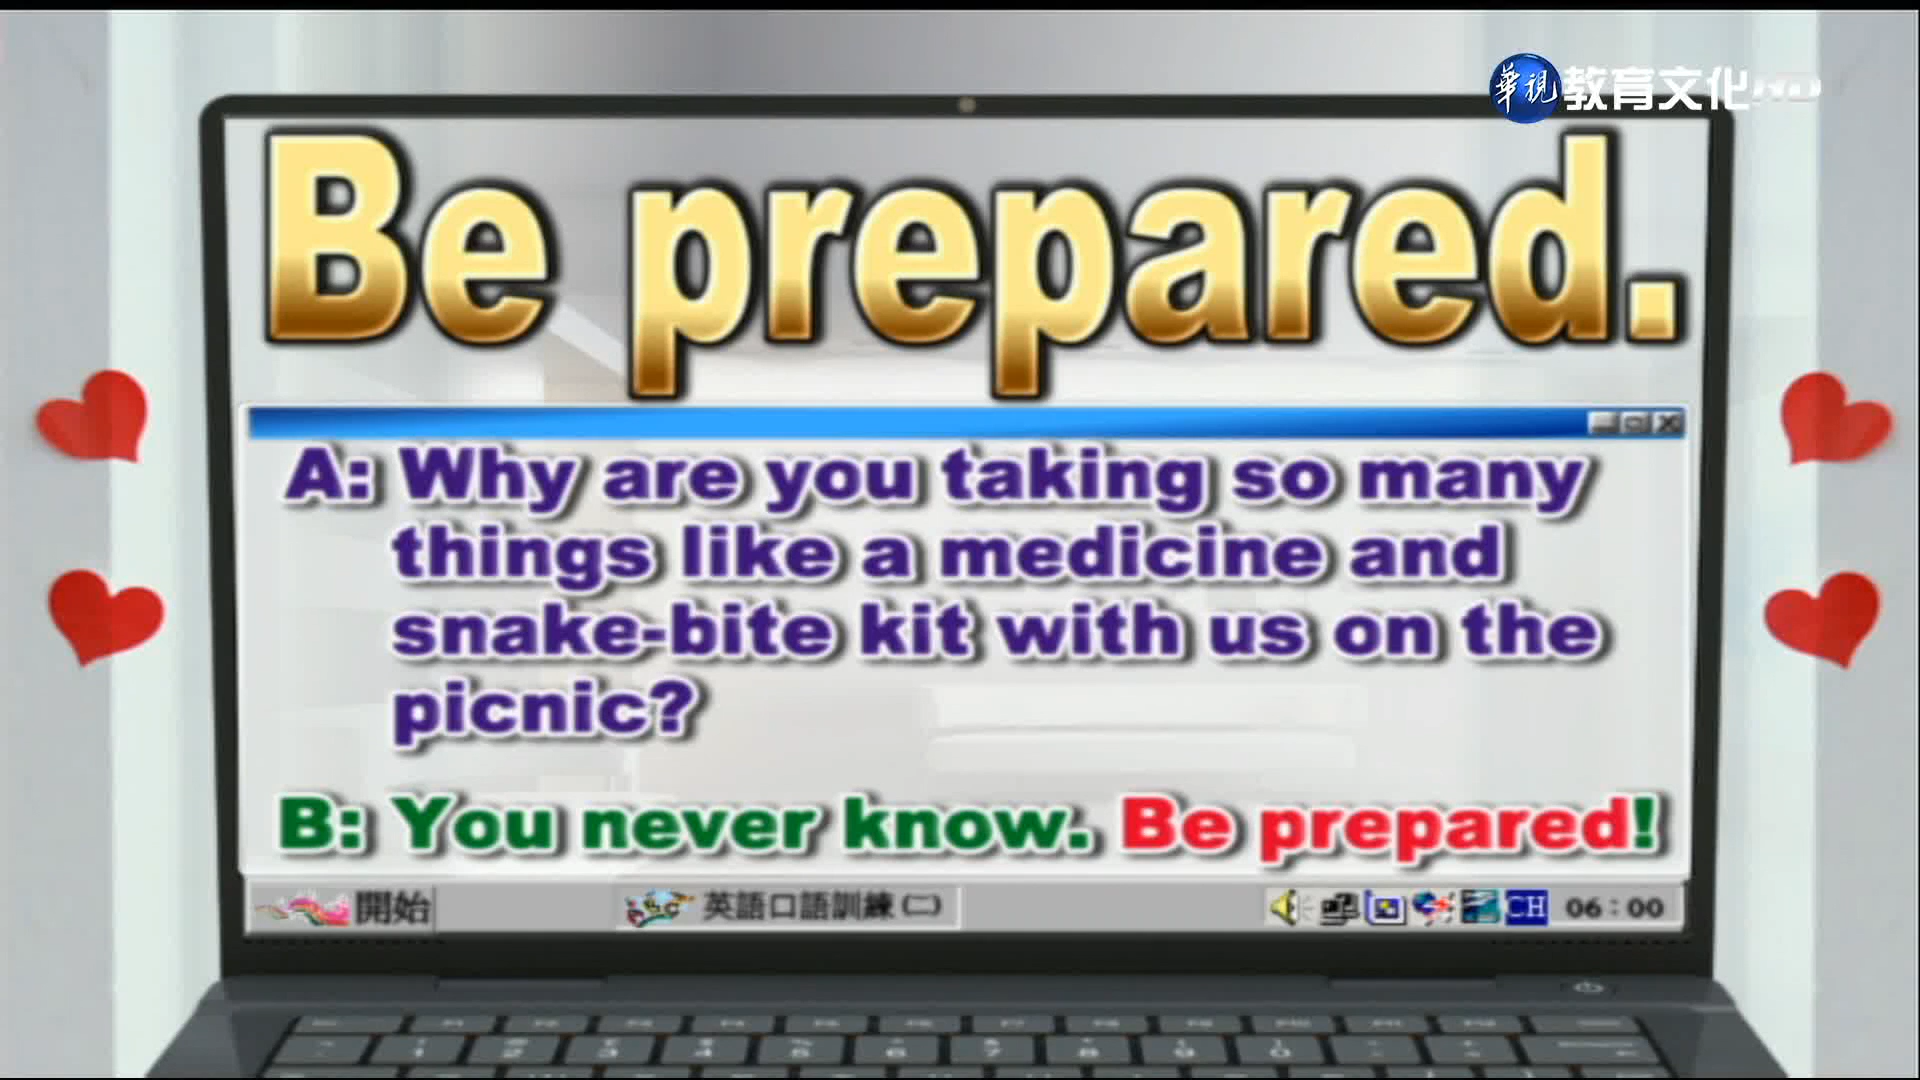 華視 教育文化HD
Be prepared.
A: Why are you taking so many
things like a medicine and
snake-bite kit with us on the
picnic?
B: You never know. Be prepared!
開始
英語口語訓練(二)
CH
06:00